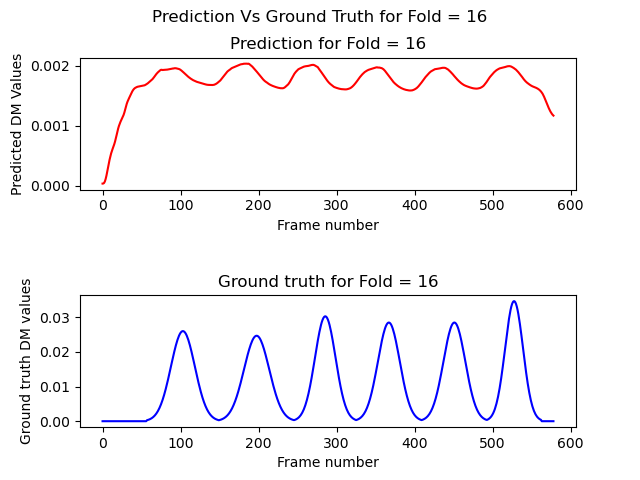 Prediction Vs Ground Truth for Fold = 16
Prediction for Fold = 16
Predicted DM Values
0.002
0.001
0.000
0 100 200 300 400 500 600
Frame number
Ground truth for Fold = 16
Ground truth DM values
0.03
0.02
0.01
0.00
0 100 200 300 400 500 600
Frame number